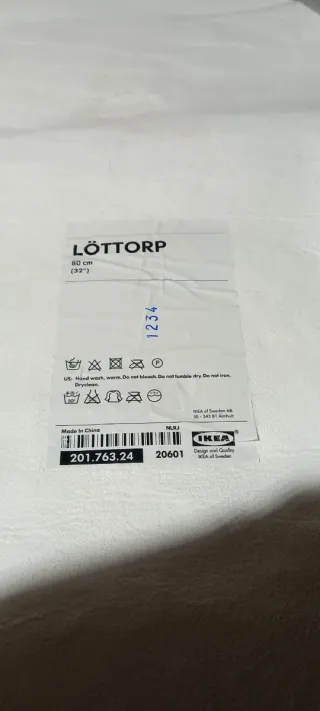 LÖTTORP
80 cm
(32")
1234
US: Hand wash, warm. Do not bleach. Do not tumble dry. Do not iron.
Dryclean.
IKEA of Sweden AB,
SE - 343 81 Älmhult
Made in China
NLRJ
IKEA
201.763.24
20601
Design and Quality
IKEA of Sweden